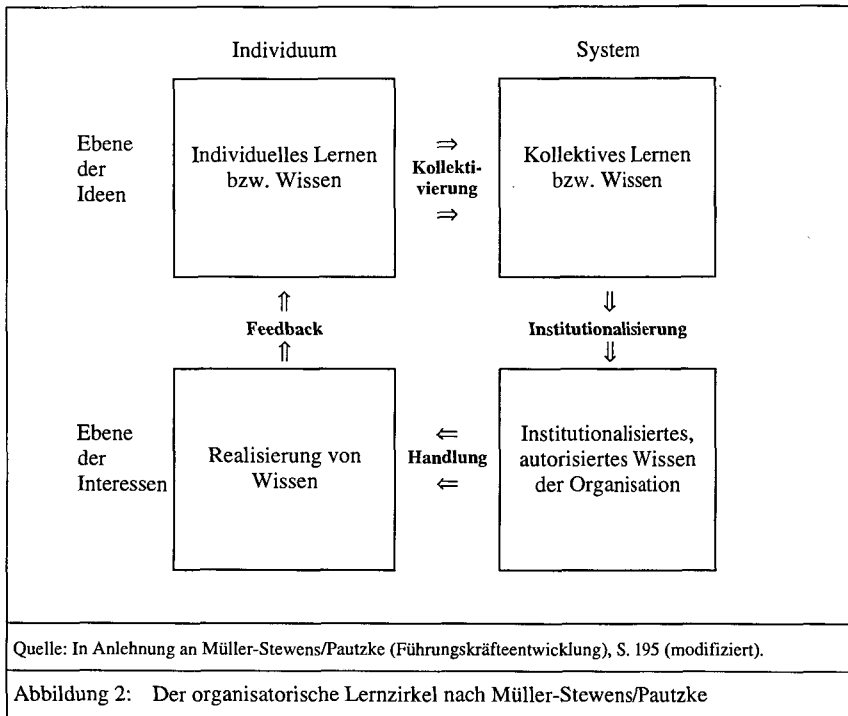 Individuum
System
Ebene
der
Ideen
Individuelles Lernen
bzw. Wissen
⇒
Kollekti-
vierung
⇒
Kollektives Lernen
bzw. Wissen
⇑
Feedback
⇑
⇓
Institutionalisierung
⇓
Ebene
der
Interessen
Realisierung von
Wissen
⇐
Handlung
⇐
Institutionalisiertes,
autorisiertes Wissen
der Organisation
Quelle: In Anlehnung an Müller-Stewens/Pautzke (Führungskräfteentwicklung), S. 195 (modifiziert).
Abbildung 2: Der organisatorische Lernzirkel nach Müller-Stewens/Pautzke